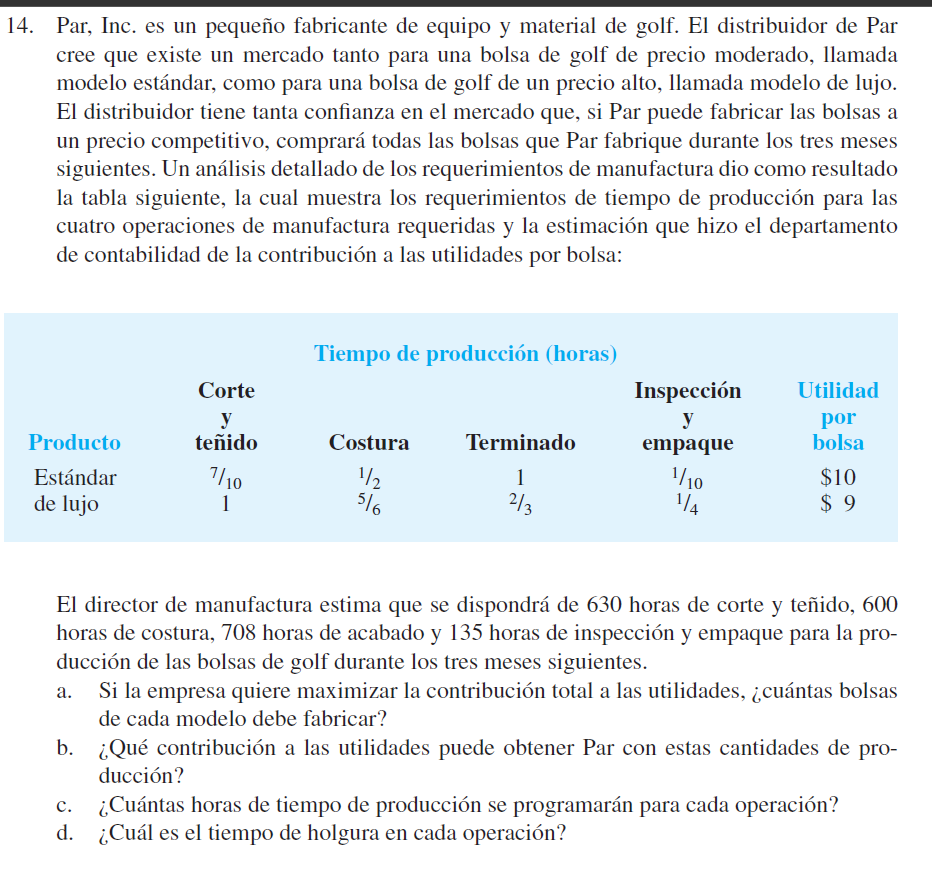 14. Par, Inc. es un pequeño fabricante de equipo y material de golf. El distribuidor de Par
cree que existe un mercado tanto para una bolsa de golf de precio moderado, llamada
modelo estándar, como para una bolsa de golf de un precio alto, llamada modelo de lujo.
El distribuidor tiene tanta confianza en el mercado que, si Par puede fabricar las bolsas a
un precio competitivo, comprará todas las bolsas que Par fabrique durante los tres meses
siguientes. Un análisis detallado de los requerimientos de manufactura dio como resultado
la tabla siguiente, la cual muestra los requerimientos de tiempo de producción para las
cuatro operaciones de manufactura requeridas y la estimación que hizo el departamento
de contabilidad de la contribución a las utilidades por bolsa:
Tiempo de producción (horas)
Corte Inspección Utilidad
y y por
Producto teñido Costura Terminado empaque bolsa
Estándar 7/10 1/2 1 1/10 $10
de lujo 1 5/6 2/3 1/4 $ 9
El director de manufactura estima que se dispondrá de 630 horas de corte y teñido, 600
horas de costura, 708 horas de acabado y 135 horas de inspección y empaque para la pro-
ducción de las bolsas de golf durante los tres meses siguientes.
a. Si la empresa quiere maximizar la contribución total a las utilidades, ¿cuántas bolsas
de cada modelo debe fabricar?
b. ¿Qué contribución a las utilidades puede obtener Par con estas cantidades de pro-
ducción?
c. ¿Cuántas horas de tiempo de producción se programarán para cada operación?
d. ¿Cuál es el tiempo de holgura en cada operación?